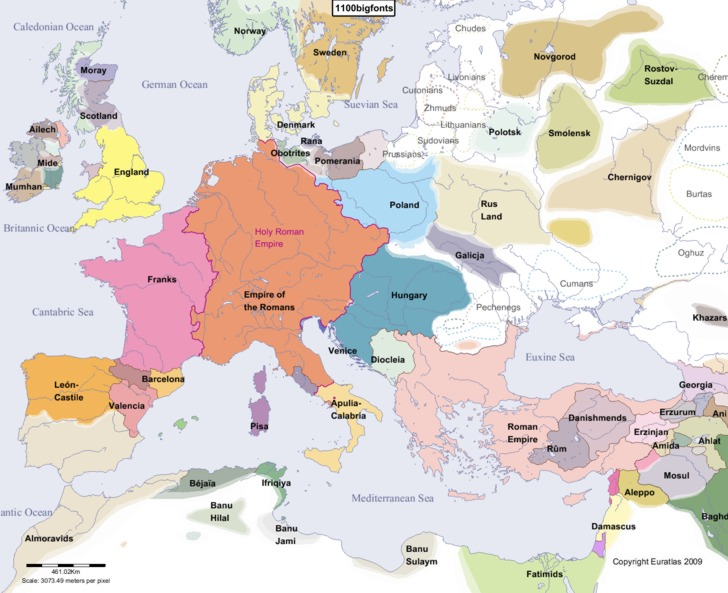 1100bigfonts
Caledonian Ocean
Norway
Sweden
Chudes
Novgorod
Rostov-
Suzdal
Moray
German Ocean
Livonians
Curonians
Suevian Sea
Zhmuds
Scotland
Lithuanians
Polotsk
Smolensk
Ailech
Denmark
Rana
Sudovians
Mordvins
Obotrites
Pomerania
Prussians
Mide
England
Chernigov
Mumhan
Burtas
Poland
Rus
Land
Britannic Ocean
Holy Roman
Empire
Galicja
Oghuz
Franks
Cumans
Empire of
the Romans
Hungary
Pechenegs
Cantabric Sea
Khazars
Venice
Diocleia
Euxine Sea
Barcelona
León-
Castile
Georgia
Valencia
Apulia-
Calabria
Danishmends
Erzurum
Ani
Pisa
Roman
Empire
Erzinjan
Rûm
Amida
Ahlat
Mosul
Béjaïa
Ifriqiya
Aleppo
Mediterranean Sea
Banu
Hilal
antic Ocean
Baghd
Damascus
Almoravids
Banu
Jami
Banu
Sulaym
Copyright Euratlas 2009
461.02Km
Scale: 3073.49 meters per pixel
Fatimids